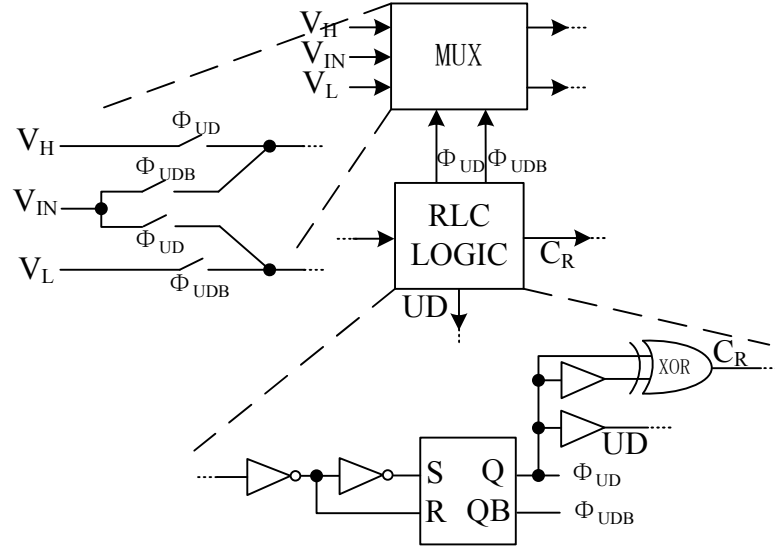 V_H
V_IN
V_L
MUX
Φ_UD
Φ_UDB
V_H
Φ_UD
V_IN
Φ_UDB
Φ_UD
V_L
Φ_UDB
RLC
LOGIC
C_R
UD
XOR
C_R
UD
S
Q
Φ_UD
R
QB
Φ_UDB